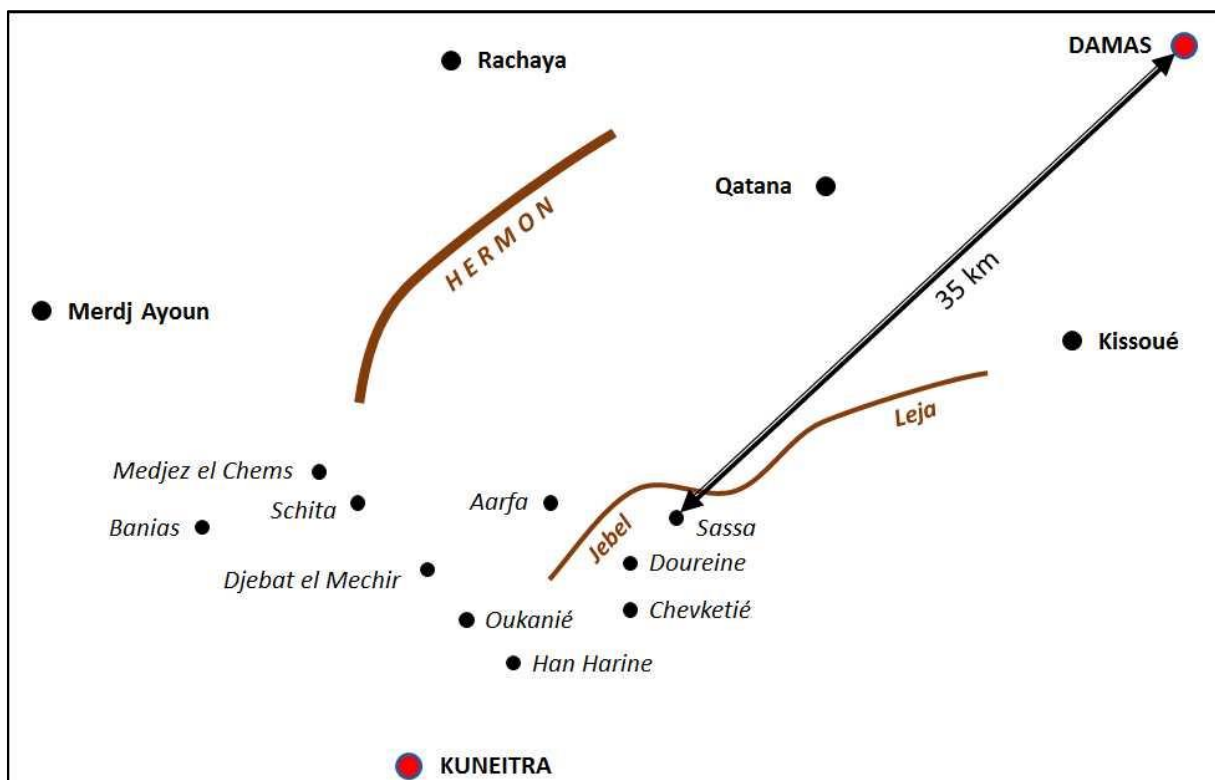 DAMAS
Rachaya
Qatana
HERMON
35 km
Merdj Ayoun
Kissoué
Leja
Medjez el Chems
Schita
Aarfa
Banias
Sassa
Jebel
Doureine
Djebat el Mechir
Chevketié
Oukanié
Han Harine
KUNEITRA